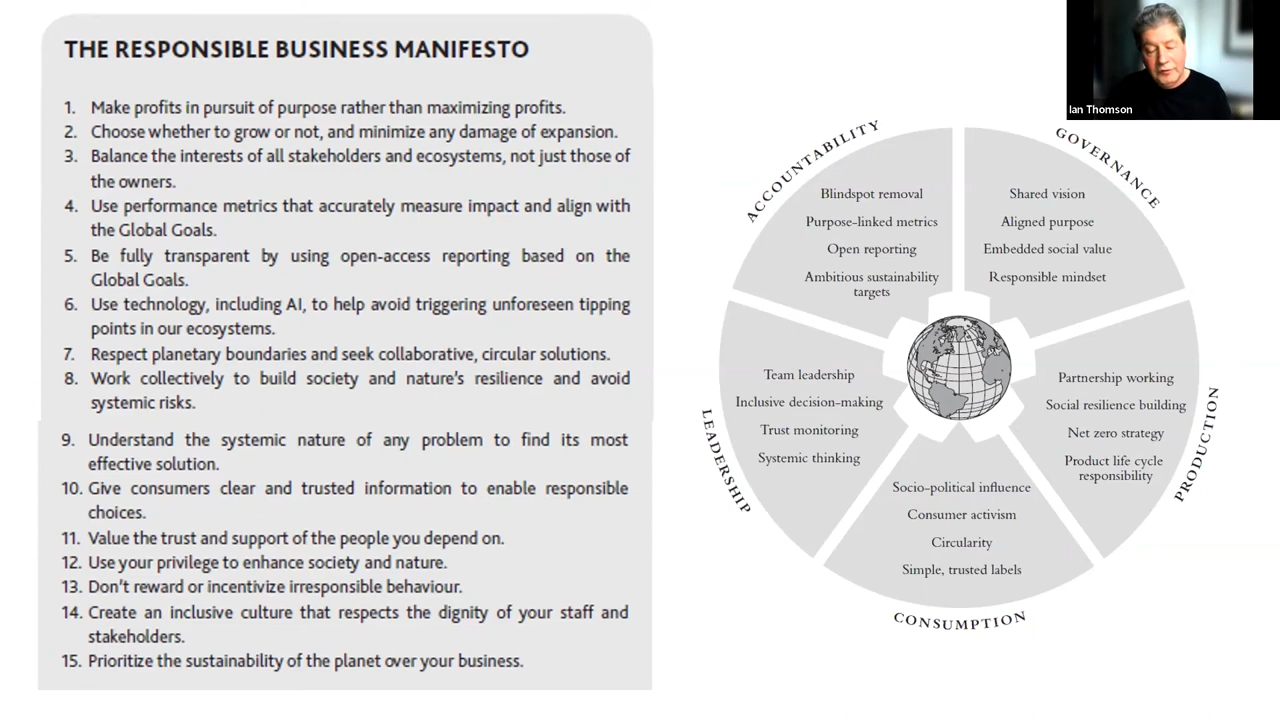 THE RESPONSIBLE BUSINESS MANIFESTO
1. Make profits in pursuit of purpose rather than maximizing profits.
2. Choose whether to grow or not, and minimize any damage of expansion.
3. Balance the interests of all stakeholders and ecosystems, not just those of
the owners.
4. Use performance metrics that accurately measure impact and align with
the Global Goals.
5. Be fully transparent by using open-access reporting based on the
Global Goals.
6. Use technology, including AI, to help avoid triggering unforeseen tipping
points in our ecosystems.
7. Respect planetary boundaries and seek collaborative, circular solutions.
8. Work collectively to build society and nature's resilience and avoid
systemic risks.
9. Understand the systemic nature of any problem to find its most
effective solution.
10. Give consumers clear and trusted information to enable responsible
choices.
11. Value the trust and support of the people you depend on.
12. Use your privilege to enhance society and nature.
13. Don't reward or incentivize irresponsible behaviour.
14. Create an inclusive culture that respects the dignity of your staff and
stakeholders.
15. Prioritize the sustainability of the planet over your business.
Ian Thomson
ACCOUNTABILITY
Blindspot removal
Purpose-linked metrics
Open reporting
Ambitious sustainability
targets
GOVERNANCE
Shared vision
Aligned purpose
Embedded social value
Responsible mindset
LEADERSHIP
Team leadership
Inclusive decision-making
Trust monitoring
Systemic thinking
PRODUCTION
Partnership working
Social resilience building
Net zero strategy
Product life cycle
responsibility
Socio-political influence
Consumer activism
Circularity
Simple, trusted labels
CONSUMPTION